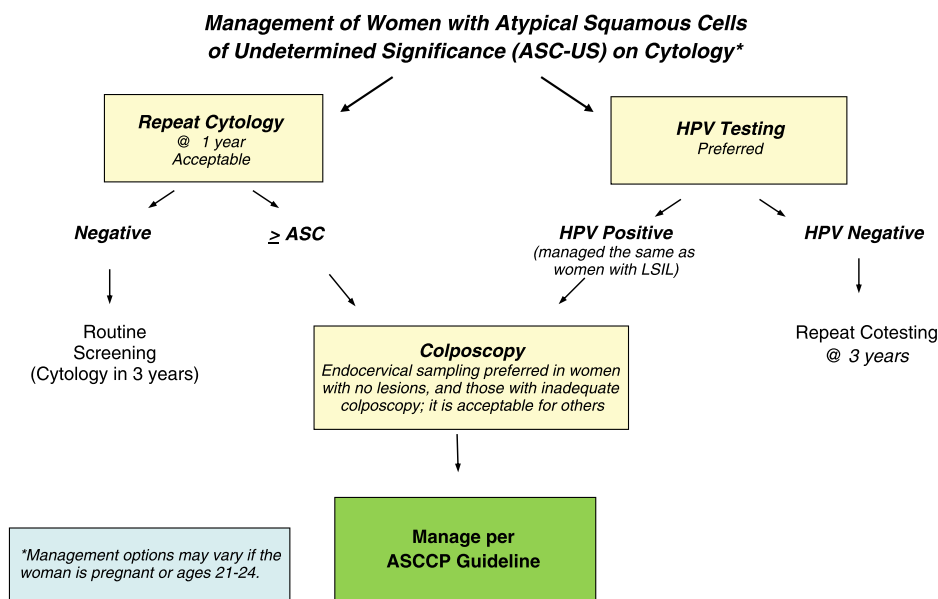 Management of Women with Atypical Squamous Cells
of Undetermined Significance (ASC-US) on Cytology*
Repeat Cytology
@ 1 year
Acceptable
HPV Testing
Preferred
Negative
≥ ASC
HPV Positive
(managed the same as
women with LSIL)
HPV Negative
Routine
Screening
(Cytology in 3 years)
Repeat Cotesting
@ 3 years
Colposcopy
Endocervical sampling preferred in women
with no lesions, and those with inadequate
colposcopy; it is acceptable for others
Manage per
ASCCP Guideline
*Management options may vary if the
woman is pregnant or ages 21-24.